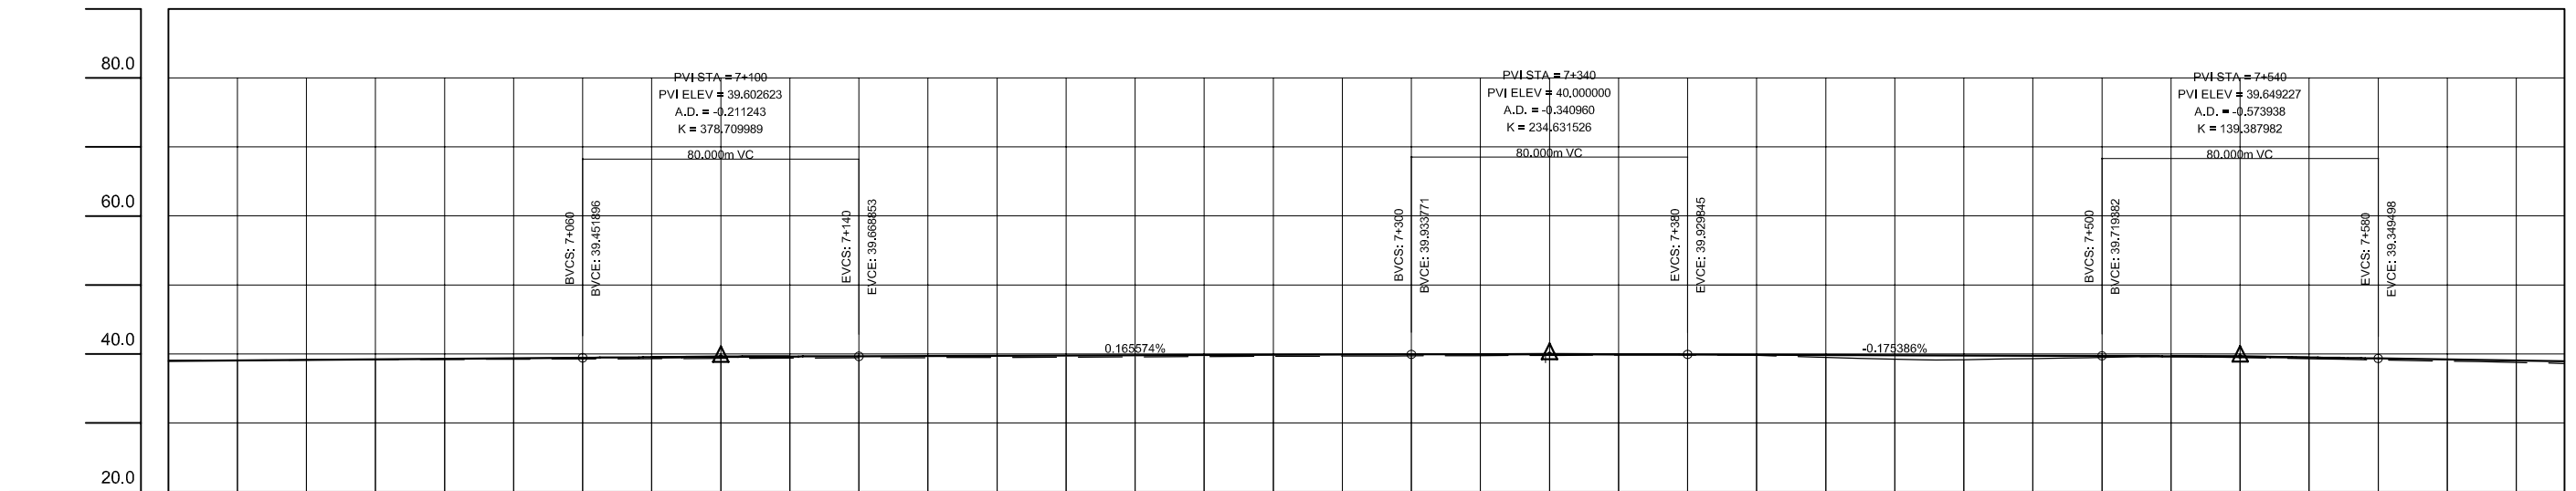 80.0
60.0
40.0
20.0
PVI STA = 7+100
PVI ELEV = 39.602623
A.D. = -0.211243
K = 378.709989
80.000m VC
BVCS: 7+060
BVCE: 39.451896
EVCS: 7+140
EVCE: 39.668853
0.165574%
PVI STA = 7+340
PVI ELEV = 40.000000
A.D. = -0.340960
K = 234.631526
80.000m VC
BVCS: 7+300
BVCE: 39.933771
EVCS: 7+380
EVCE: 39.929845
-0.175386%
PVI STA = 7+540
PVI ELEV = 39.649227
A.D. = -0.573938
K = 139.387982
80.000m VC
BVCS: 7+500
BVCE: 39.719382
EVCS: 7+580
EVCE: 39.349498